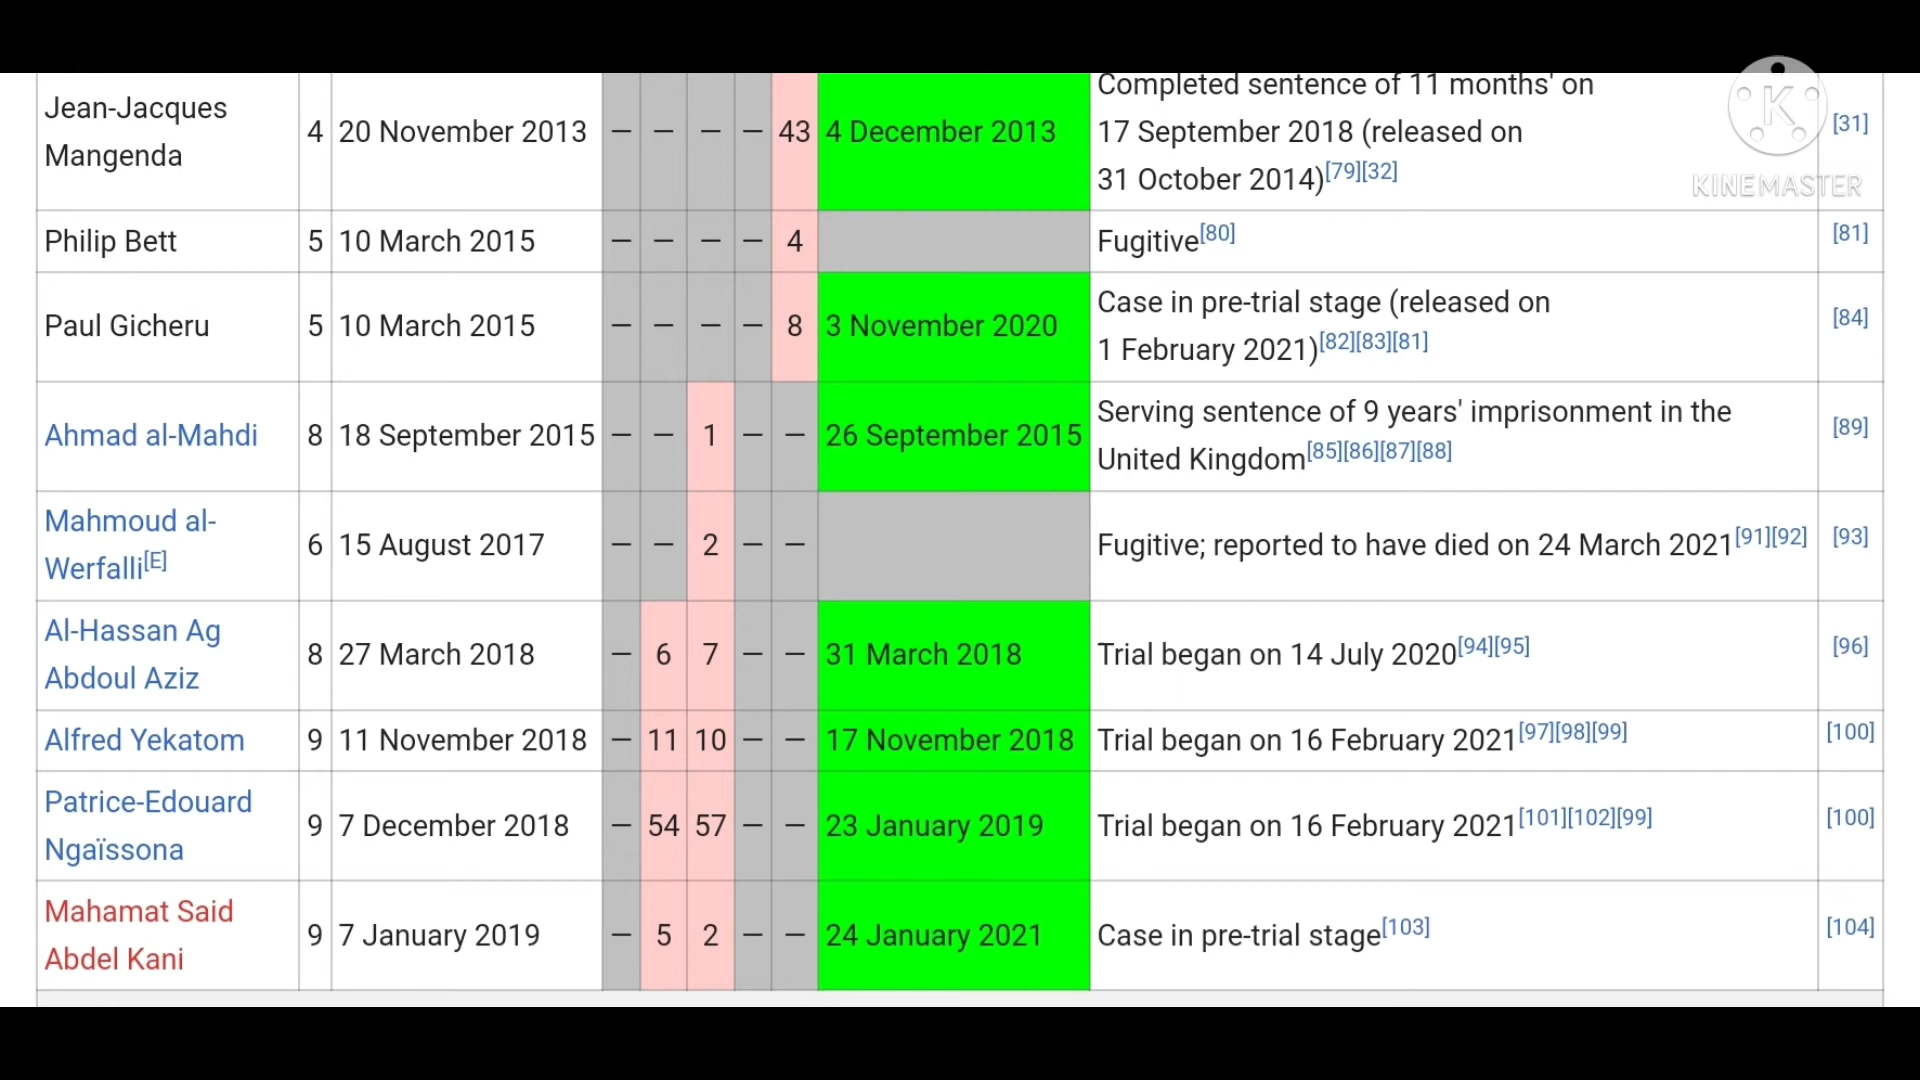 Jean-Jacques Mangenda 4 20 November 2013 – – – – 43 4 December 2013 Completed sentence of 11 months' on 17 September 2018 (released on 31 October 2014)[79][32] [31]
Philip Bett 5 10 March 2015 – – – – 4 Fugitive[80] [81]
Paul Gicheru 5 10 March 2015 – – – – 8 3 November 2020 Case in pre-trial stage (released on 1 February 2021)[82][83][81] [84]
Ahmad al-Mahdi 8 18 September 2015 – – 1 – – 26 September 2015 Serving sentence of 9 years' imprisonment in the United Kingdom[85][86][87][88] [89]
Mahmoud al-Werfalli[E] 6 15 August 2017 – – 2 – – Fugitive; reported to have died on 24 March 2021[91][92] [93]
Al-Hassan Ag Abdoul Aziz 8 27 March 2018 – 6 7 – – 31 March 2018 Trial began on 14 July 2020[94][95] [96]
Alfred Yekatom 9 11 November 2018 – 11 10 – – 17 November 2018 Trial began on 16 February 2021[97][98][99] [100]
Patrice-Edouard Ngaïssona 9 7 December 2018 – 54 57 – – 23 January 2019 Trial began on 16 February 2021[101][102][99] [100]
Mahamat Said Abdel Kani 9 7 January 2019 – 5 2 – – 24 January 2021 Case in pre-trial stage[103] [104]
K
KINEMASTER